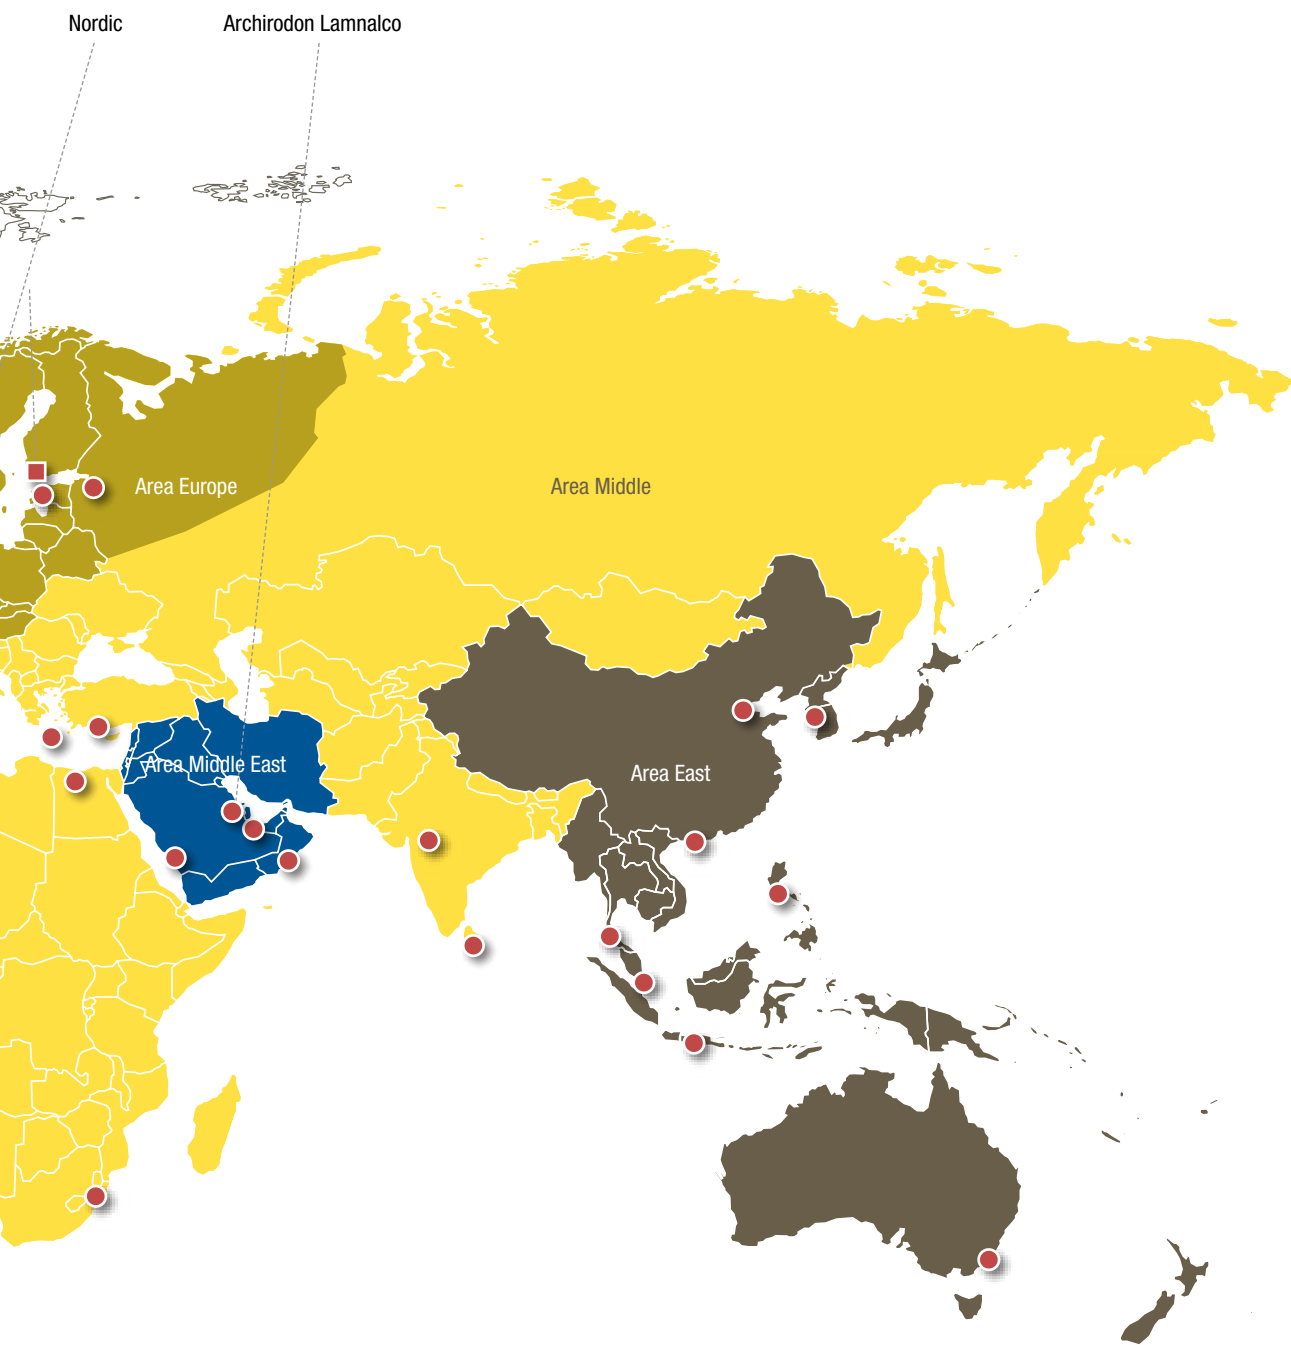 Nordic
Archirodon Lamnalco
Area Europe
Area Middle
Area Middle East
Area East